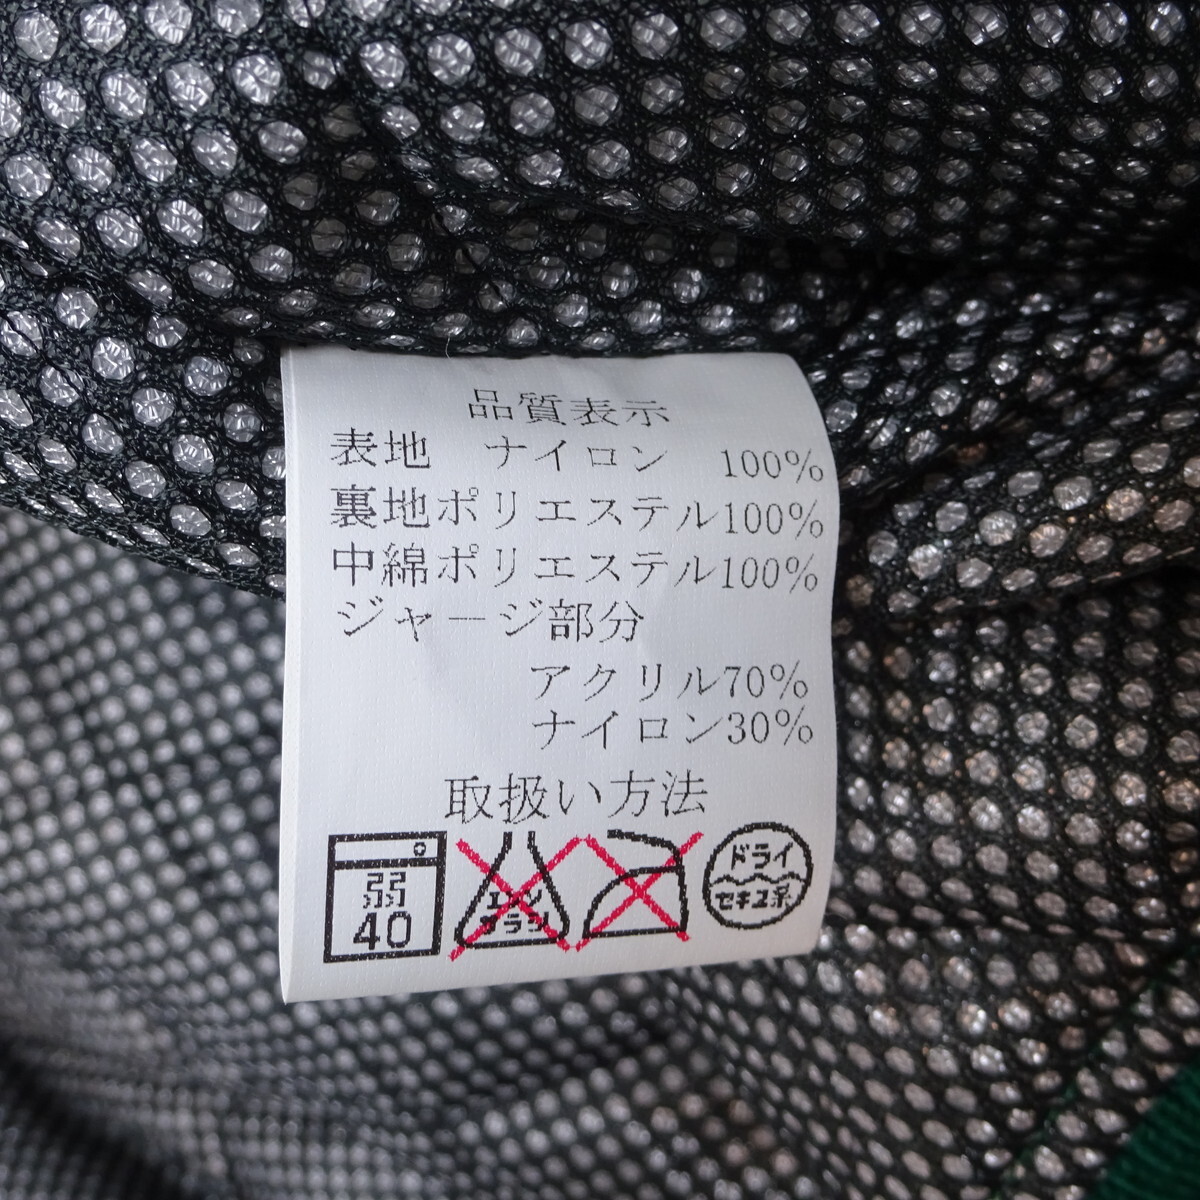 品質表示
表地 ナイロン 100%
裏地ポリエステル100%
中綿ポリエステル100%
ジャージ部分
アクリル70%
ナイロン30%
取扱い方法
弱
40
エンソ
サラシ
ドライ
セキユ系